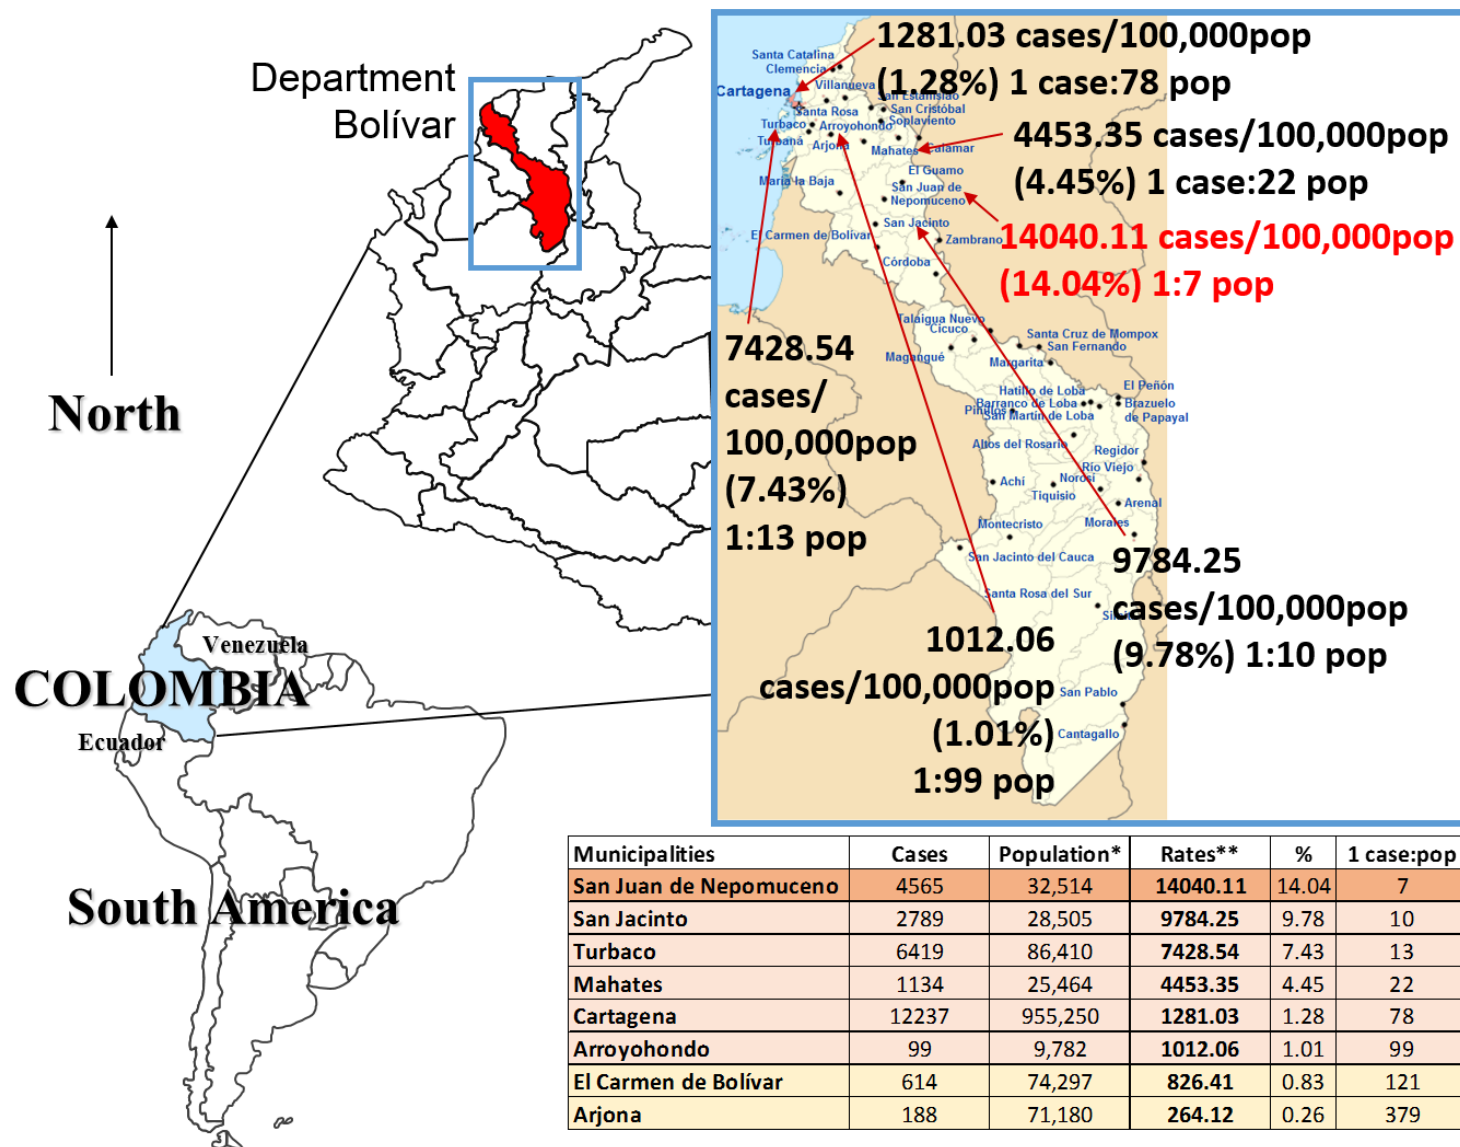 Department
Bolívar
North
COLOMBIA
Venezuela
Ecuador
South America
1281.03 cases/100,000pop
(1.28%) 1 case:78 pop
4453.35 cases/100,000pop
(4.45%) 1 case:22 pop
14040.11 cases/100,000pop
(14.04%) 1:7 pop
7428.54
cases/
100,000pop
(7.43%)
1:13 pop
9784.25
cases/100,000pop
(9.78%) 1:10 pop
1012.06
cases/100,000pop
(1.01%)
1:99 pop
Santa Catalina
Clemencia
Villanueva
Cartagena
San Estanislao
San Cristóbal
Santa Rosa
Soplaviento
Turbaco
Arroyohondo
Turbaná
Arjona
Mahates
Calamar
El Guamo
María la Baja
San Juan de
Nepomuceno
San Jacinto
El Carmen de Bolívar
Zambrano
Córdoba
Talaigua Nuevo
Cicuco
Santa Cruz de Mompox
San Fernando
Magangué
Margarita
Hatillo de Loba
El Peñón
Barranco de Loba
Brazuelo
de Papayal
Pinillos
San Martín de Loba
Altos del Rosario
Regidor
Río Viejo
Achí
Norosí
Tiquisio
Arenal
Montecristo
Morales
San Jacinto del Cauca
Santa Rosa del Sur
San Pablo
Cantagallo
Municipalities Cases Population* Rates** % 1 case:pop
San Juan de Nepomuceno 4565 32,514 14040.11 14.04 7
San Jacinto 2789 28,505 9784.25 9.78 10
Turbaco 6419 86,410 7428.54 7.43 13
Mahates 1134 25,464 4453.35 4.45 22
Cartagena 12237 955,250 1281.03 1.28 78
Arroyohondo 99 9,782 1012.06 1.01 99
El Carmen de Bolívar 614 74,297 826.41 0.83 121
Arjona 188 71,180 264.12 0.26 379